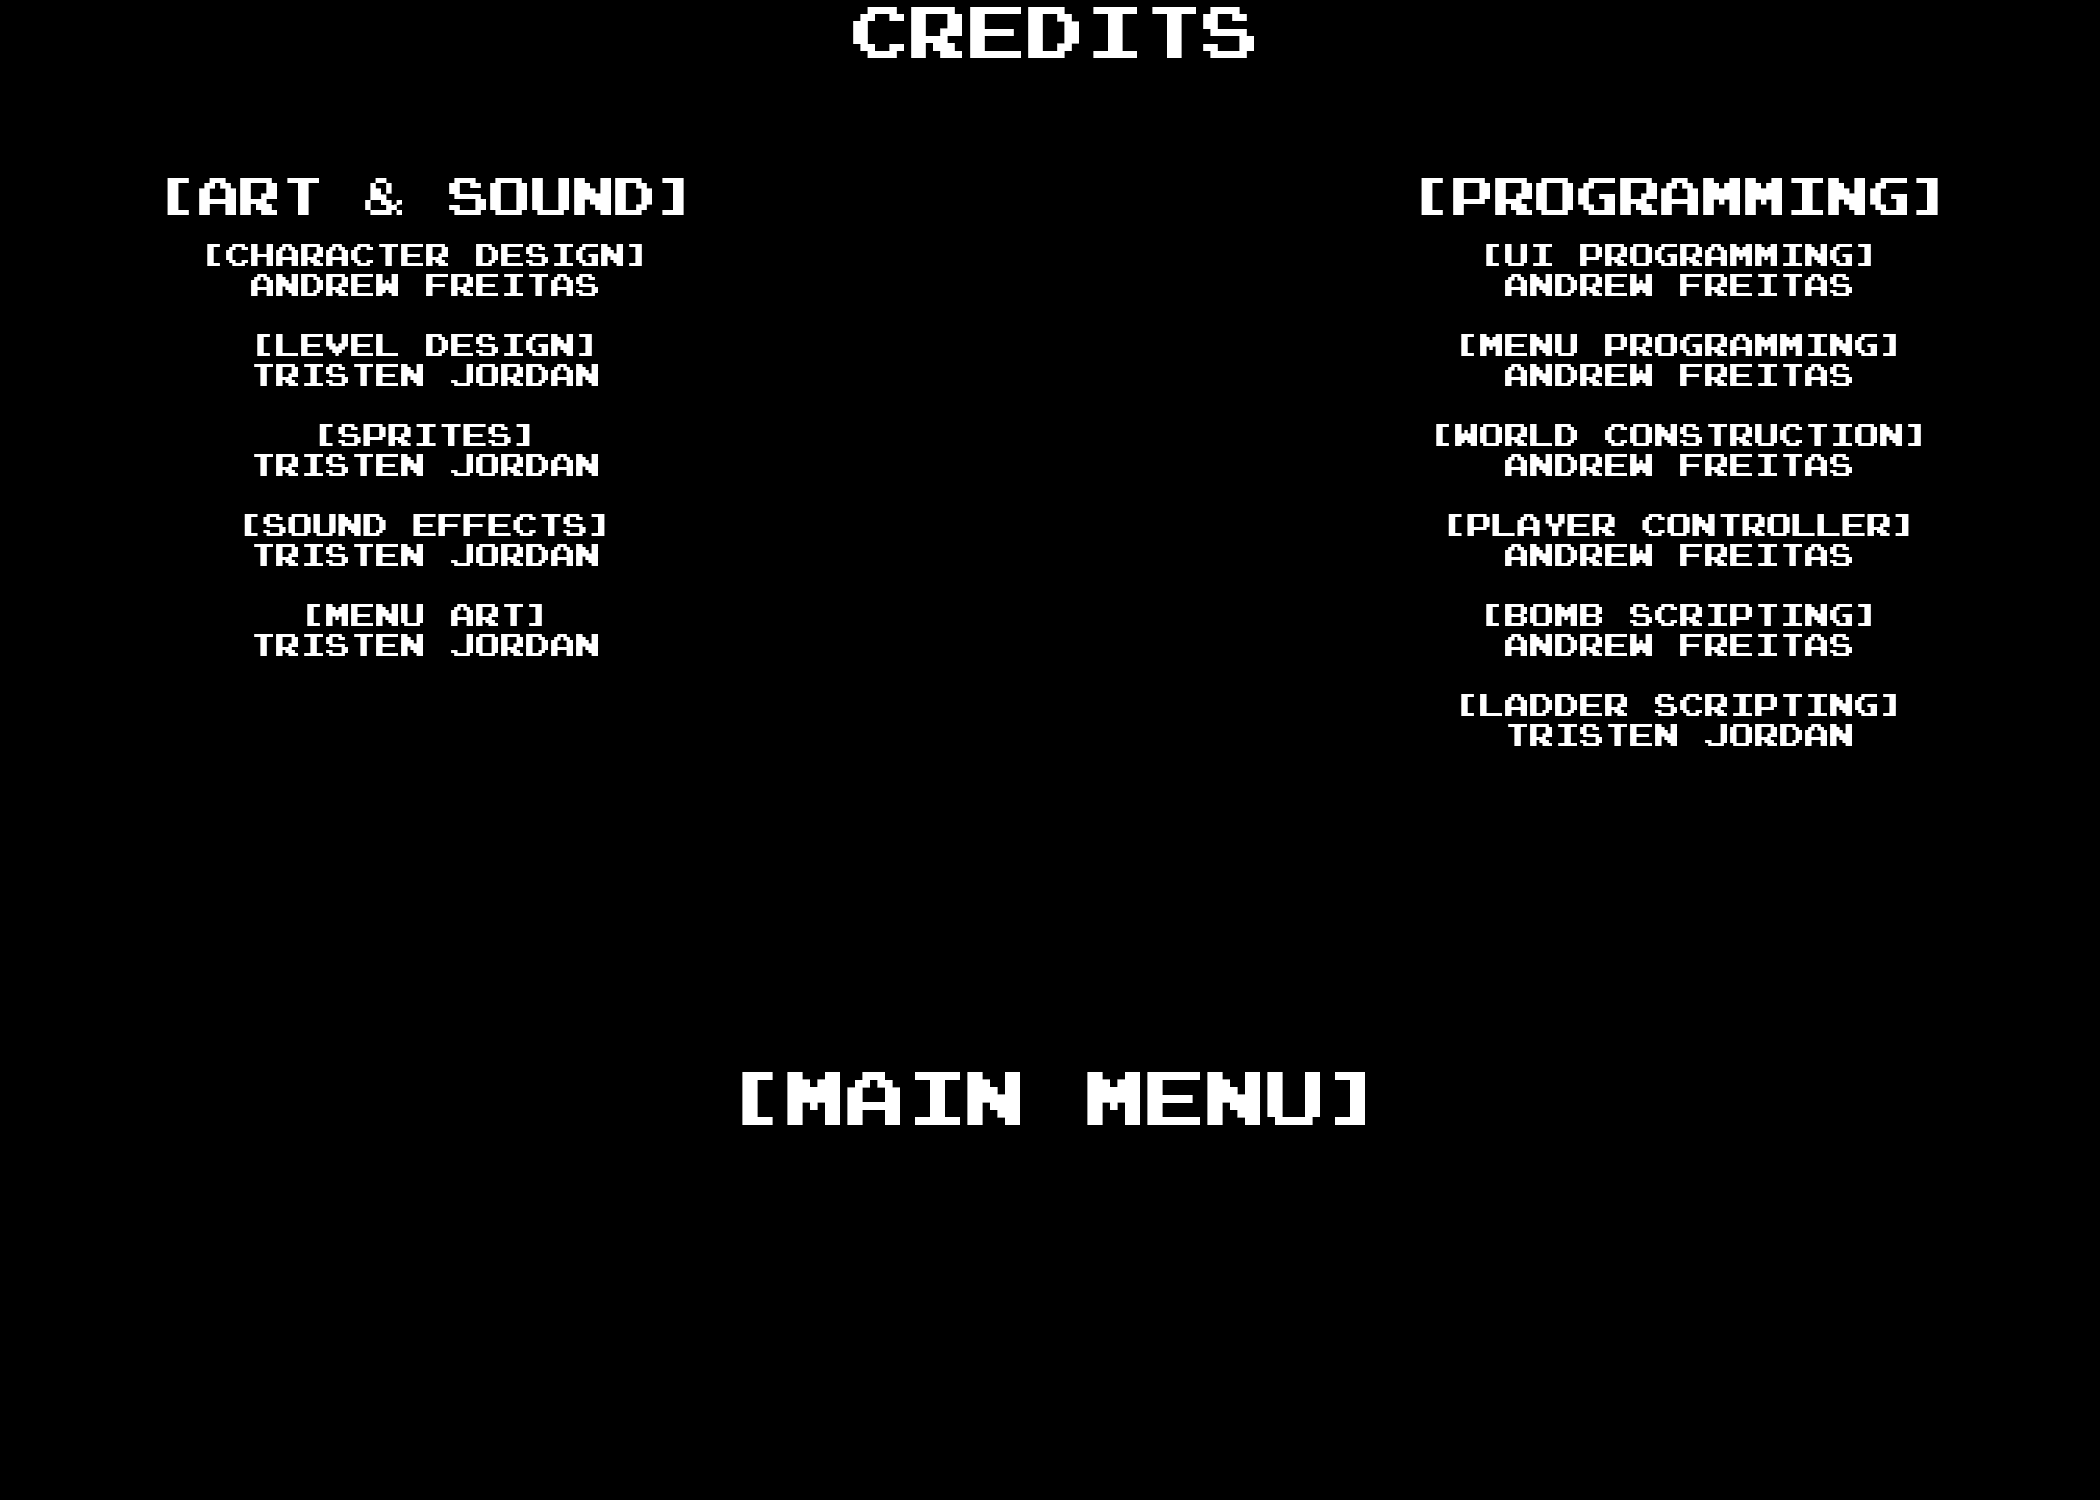 CREDITS
[ART & SOUND]
[CHARACTER DESIGN]
ANDREW FREITAS
[LEVEL DESIGN]
TRISTEN JORDAN
[SPRITES]
TRISTEN JORDAN
[SOUND EFFECTS]
TRISTEN JORDAN
[MENU ART]
TRISTEN JORDAN
[PROGRAMMING]
[UI PROGRAMMING]
ANDREW FREITAS
[MENU PROGRAMMING]
ANDREW FREITAS
[WORLD CONSTRUCTION]
ANDREW FREITAS
[PLAYER CONTROLLER]
ANDREW FREITAS
[BOMB SCRIPTING]
ANDREW FREITAS
[LADDER SCRIPTING]
TRISTEN JORDAN
[MAIN MENU]